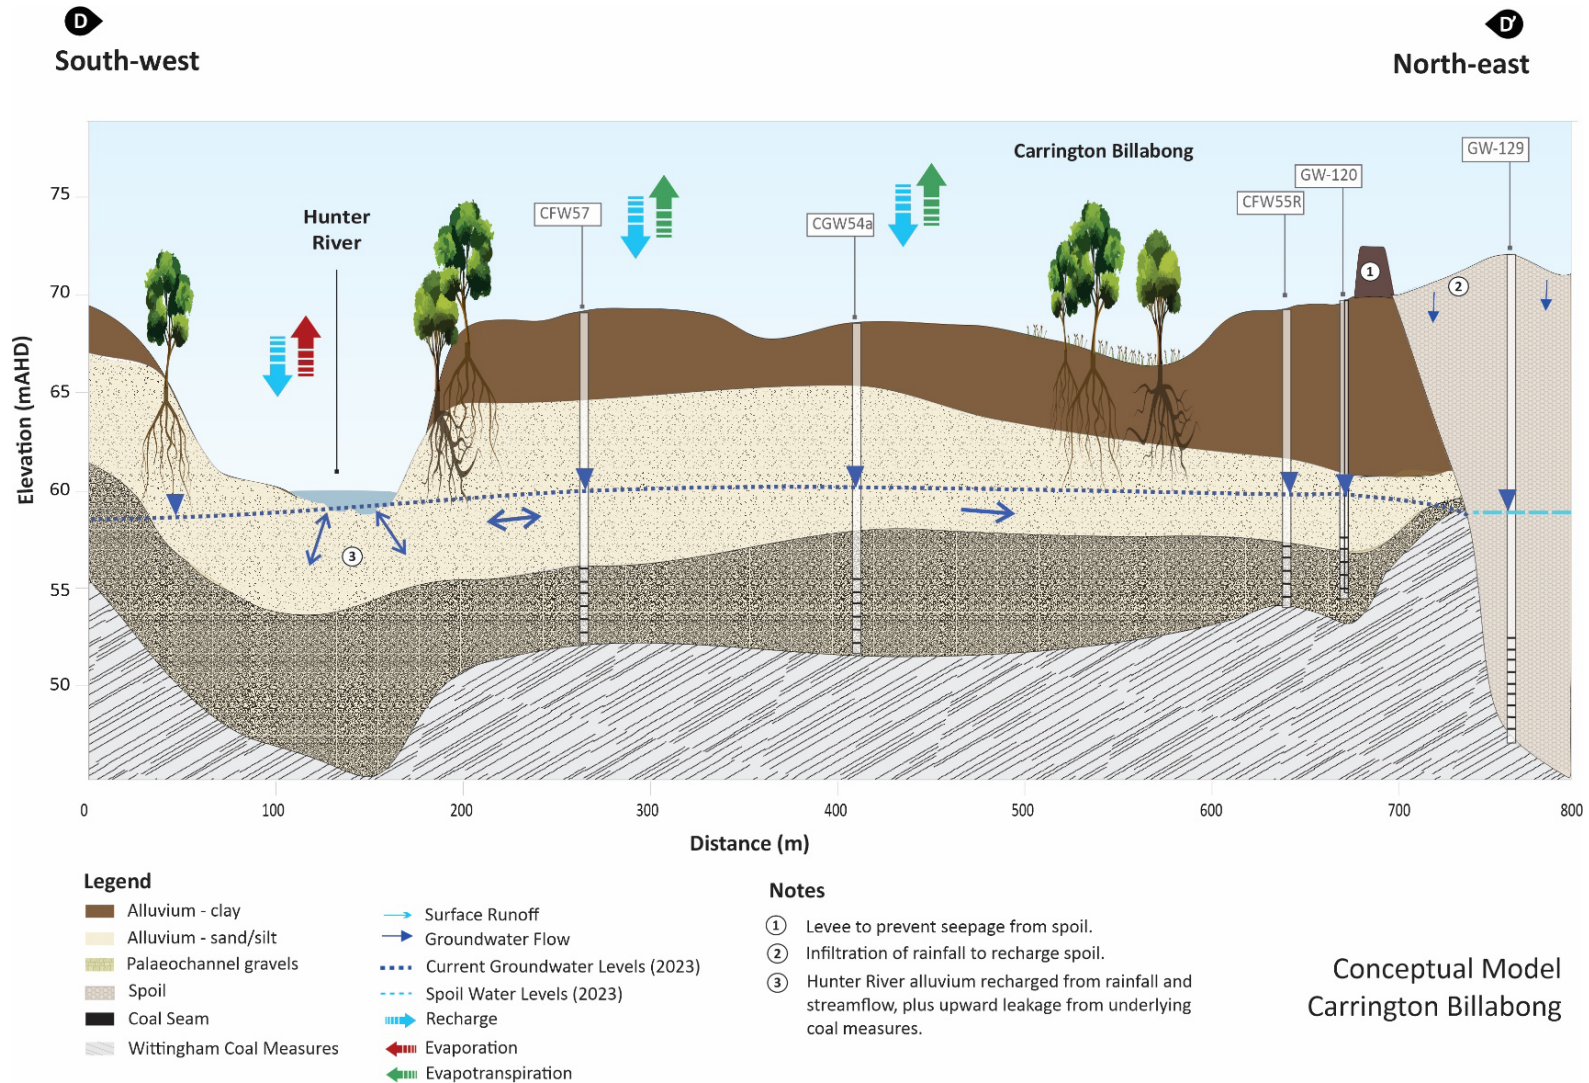 D
D'
South-west
North-east
Carrington Billabong
GW-129
GW-120
CFW55R
CFW57
CGW54a
Hunter
River
1
2
3
75
70
65
60
55
50
Elevation (mAHD)
0
100
200
300
400
500
600
700
800
Distance (m)
Legend
Alluvium - clay
Alluvium - sand/silt
Palaeochannel gravels
Spoil
Coal Seam
Wittingham Coal Measures
Surface Runoff
Groundwater Flow
Current Groundwater Levels (2023)
Spoil Water Levels (2023)
Recharge
Evaporation
Evapotranspiration
Notes
1 Levee to prevent seepage from spoil.
2 Infiltration of rainfall to recharge spoil.
3 Hunter River alluvium recharged from rainfall and
streamflow, plus upward leakage from underlying
coal measures.
Conceptual Model
Carrington Billabong